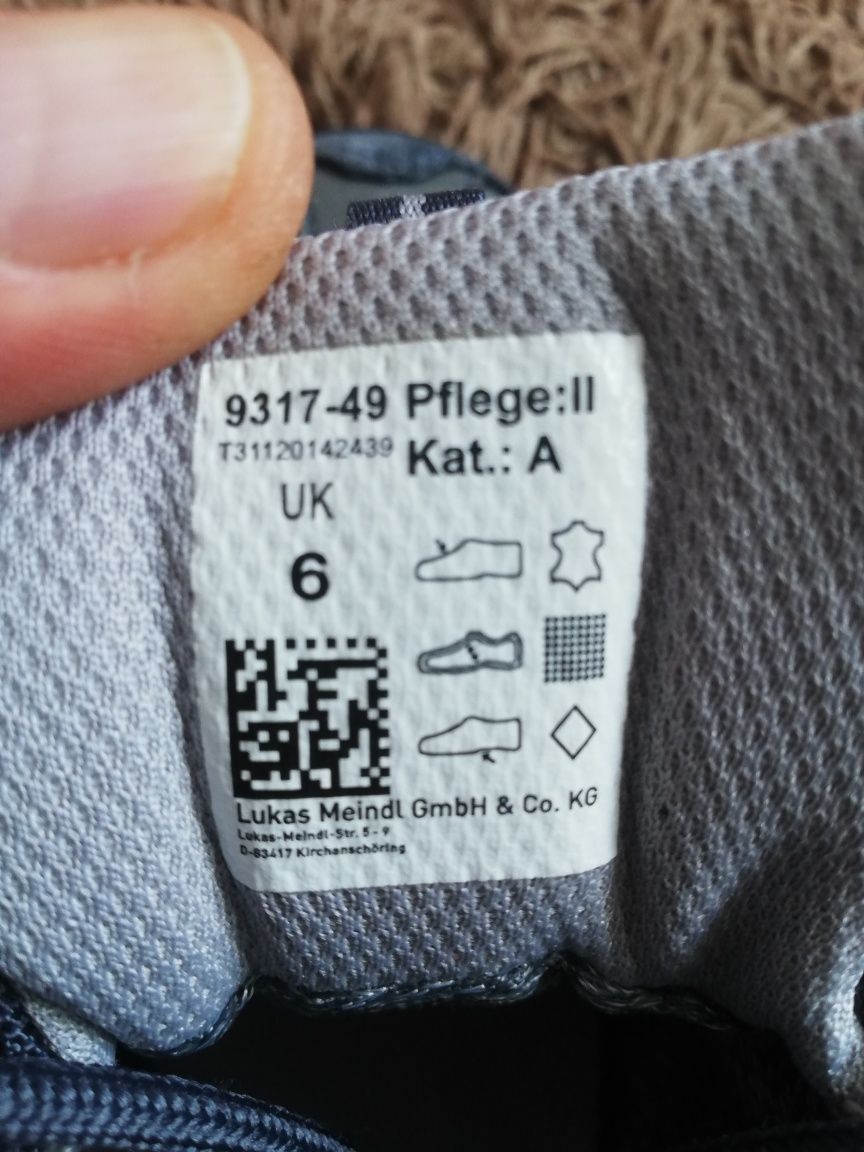 9317-49 Pflege:II
T31120142439 Kat.: A
UK
6
Lukas Meindl GmbH & Co. KG
Lukas-Meindl-Str. 5 - 9
D-83417 Kirchanschöring